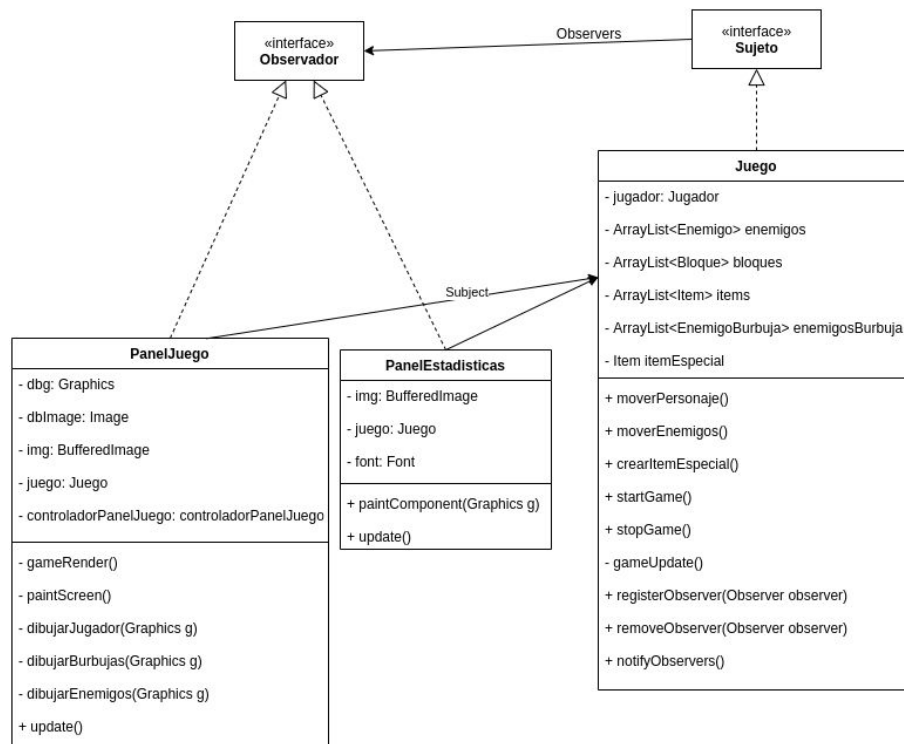 «interface»
Observador
Observers
«interface»
Sujeto
Juego
- jugador: Jugador
- ArrayList<Enemigo> enemigos
- ArrayList<Bloque> bloques
- ArrayList<Item> items
- ArrayList<EnemigoBurbuja> enemigosBurbuja
- Item itemEspecial
+ moverPersonaje()
+ moverEnemigos()
+ crearItemEspecial()
+ startGame()
+ stopGame()
- gameUpdate()
+ registerObserver(Observer observer)
+ removeObserver(Observer observer)
+ notifyObservers()
Subject
PanelJuego
- dbg: Graphics
- dbImage: Image
- img: BufferedImage
- juego: Juego
- controladorPanelJuego: controladorPanelJuego
- gameRender()
- paintScreen()
- dibujarJugador(Graphics g)
- dibujarBurbujas(Graphics g)
- dibujarEnemigos(Graphics g)
+ update()
PanelEstadisticas
- img: BufferedImage
- juego: Juego
- font: Font
+ paintComponent(Graphics g)
+ update()